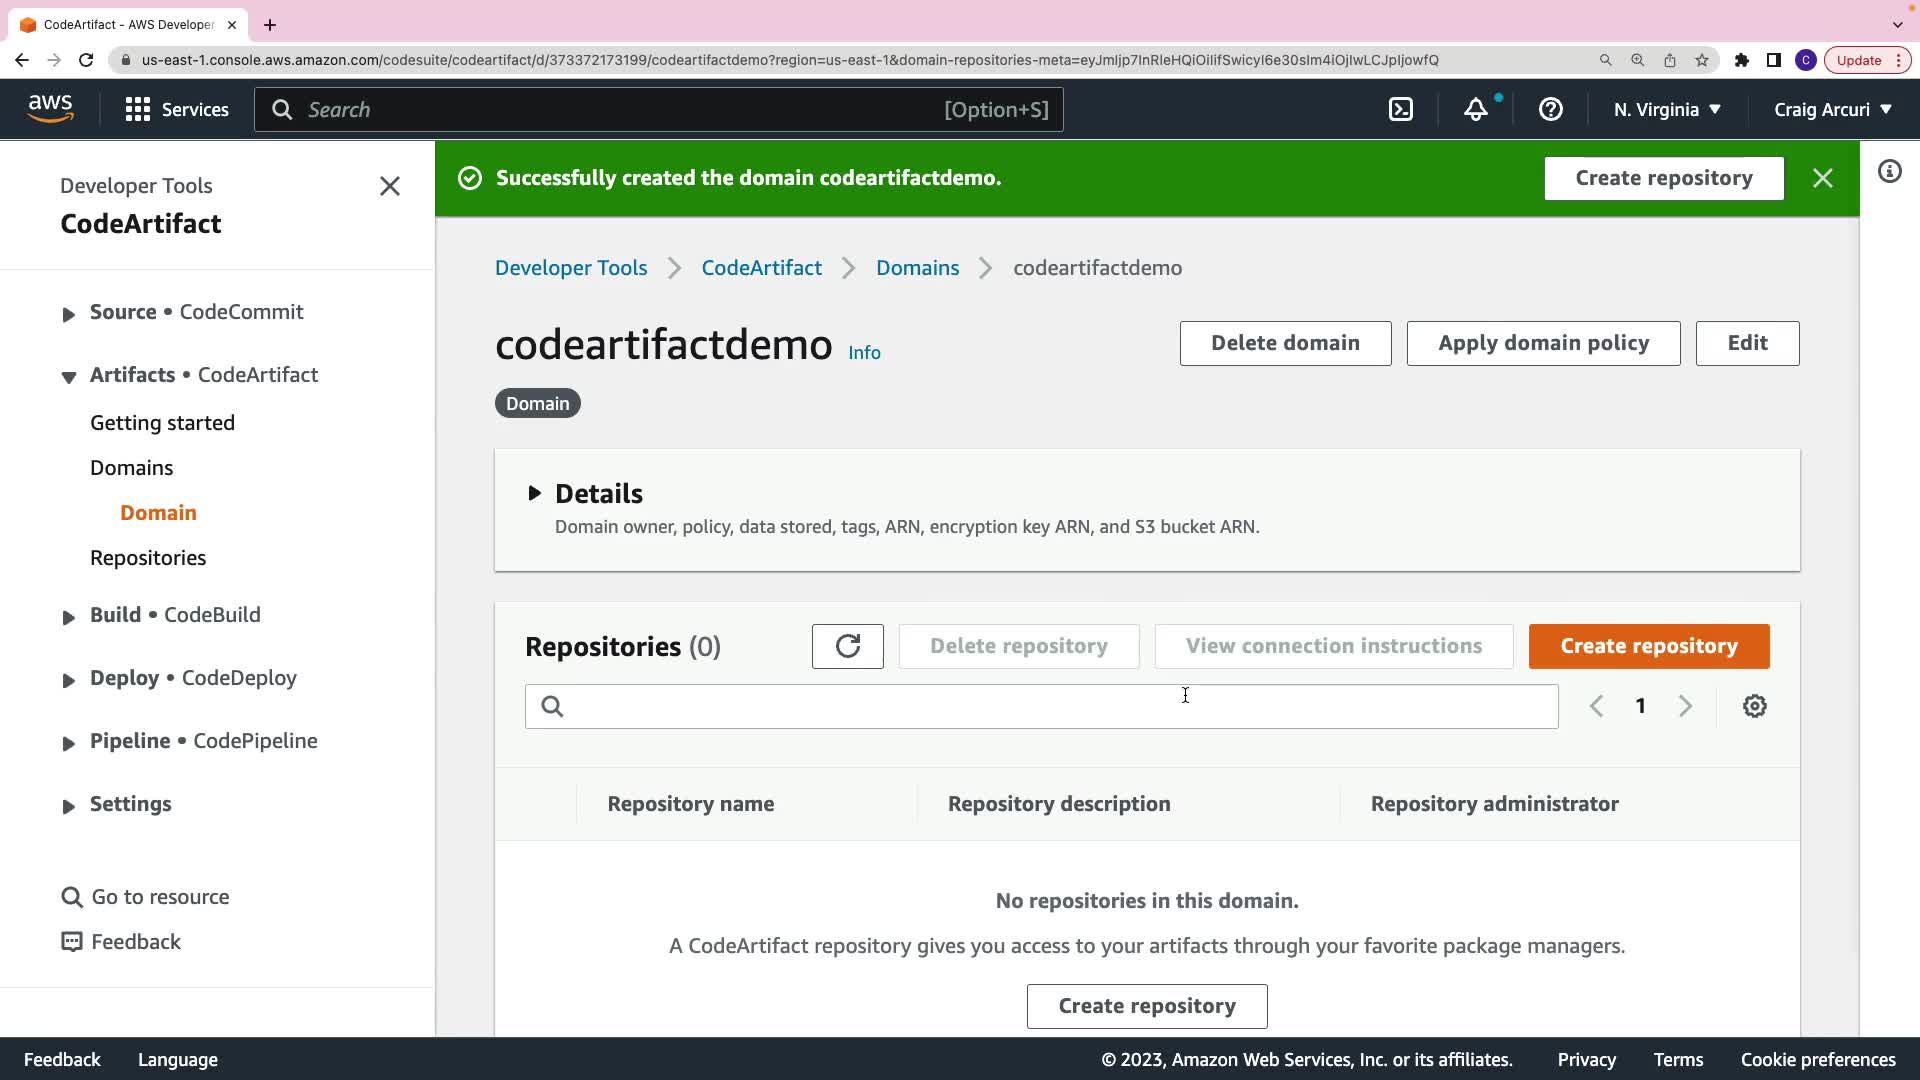 CodeArtifact - AWS Developer
us-east-1.console.aws.amazon.com/codesuite/codeartifact/d/373372173199/codeartifactdemo?region=us-east-1&domain-repositories-meta=eyJmIjp7InRleHQiOiIifSwicyI6e30sIm4iOjIwLCJpIjowfQ
C
Update
aws
Services
Search
[Option+S]
N. Virginia
Craig Arcuri
Developer Tools
CodeArtifact
Source • CodeCommit
Artifacts • CodeArtifact
Getting started
Domains
Domain
Repositories
Build • CodeBuild
Deploy • CodeDeploy
Pipeline • CodePipeline
Settings
Go to resource
Feedback
Successfully created the domain codeartifactdemo.
Create repository
Developer Tools
CodeArtifact
Domains
codeartifactdemo
codeartifactdemo Info
Delete domain
Apply domain policy
Edit
Domain
Details
Domain owner, policy, data stored, tags, ARN, encryption key ARN, and S3 bucket ARN.
Repositories (0)
Delete repository
View connection instructions
Create repository
1
Repository name
Repository description
Repository administrator
No repositories in this domain.
A CodeArtifact repository gives you access to your artifacts through your favorite package managers.
Create repository
Feedback
Language
© 2023, Amazon Web Services, Inc. or its affiliates.
Privacy
Terms
Cookie preferences